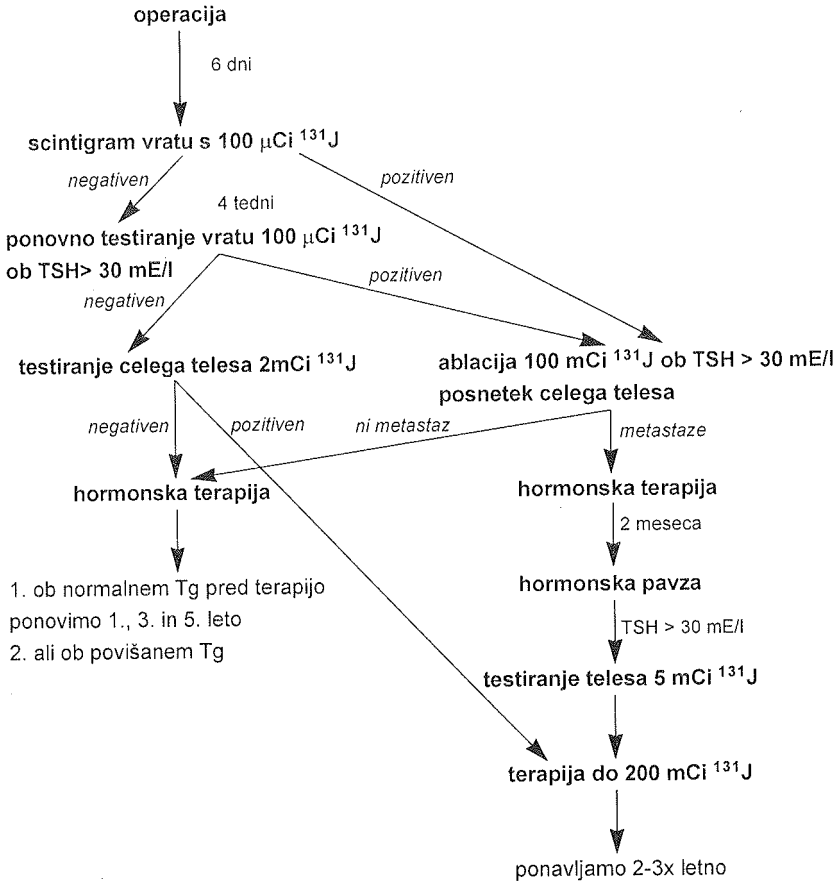 operacija
6 dni
scintigram vratu s 100 μCi ¹³¹J
negativen
pozitiven
4 tedni
ponovno testiranje vratu 100 μCi ¹³¹J
ob TSH> 30 mE/l
pozitiven
negativen
testiranje celega telesa 2mCi ¹³¹J
ablacija 100 mCi ¹³¹J ob TSH > 30 mE/l
posnetek celega telesa
negativen
pozitiven
ni metastaz
metastaze
hormonska terapija
hormonska terapija
2 meseca
hormonska pavza
1. ob normalnem Tg pred terapijo
ponovimo 1., 3. in 5. leto
2. ali ob povišanem Tg
TSH > 30 mE/l
testiranje telesa 5 mCi ¹³¹J
terapija do 200 mCi ¹³¹J
ponavljamo 2-3x letno